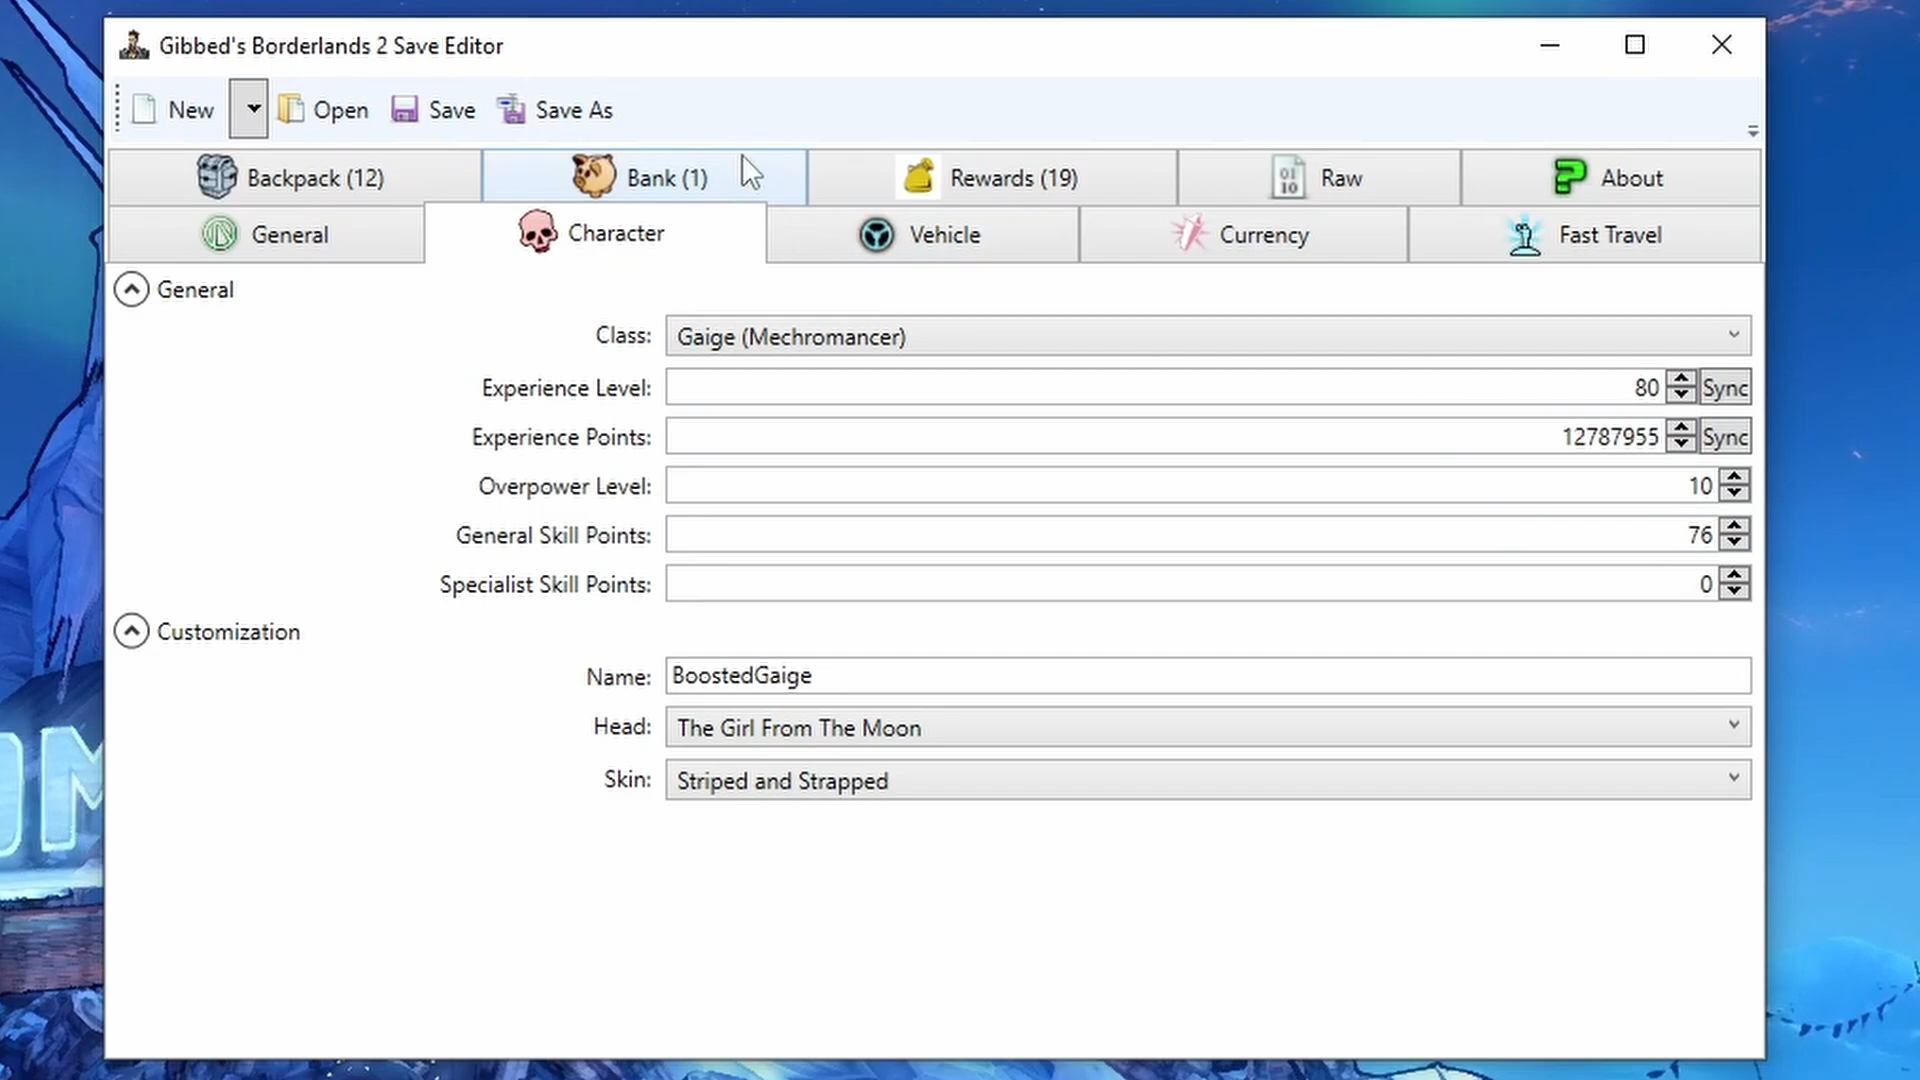 Gibbed's Borderlands 2 Save Editor
New Open Save Save As
Backpack (12) Bank (1) Rewards (19) Raw About
General Character Vehicle Currency Fast Travel
General
Class: Gaige (Mechromancer)
Experience Level: 80 Sync
Experience Points: 12787955 Sync
Overpower Level: 10
General Skill Points: 76
Specialist Skill Points: 0
Customization
Name: BoostedGaige
Head: The Girl From The Moon
Skin: Striped and Strapped
OM